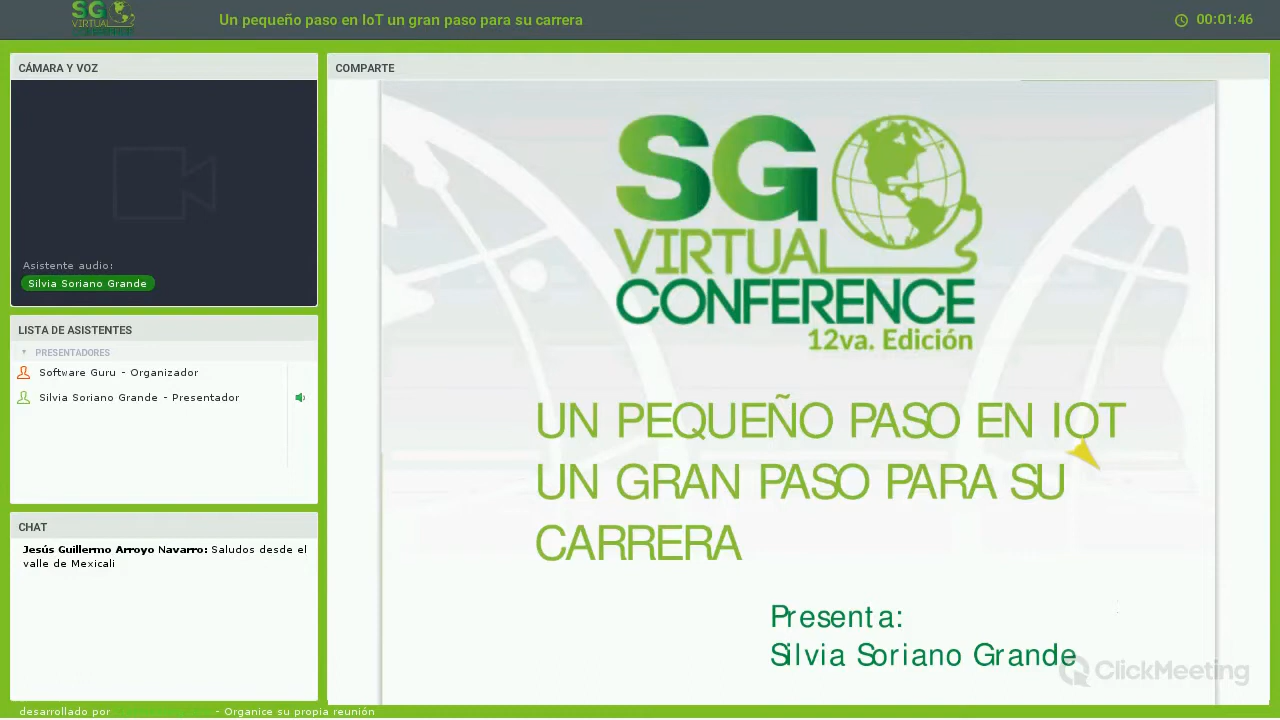 SG
VIRTUAL
Un pequeño paso en IoT un gran paso para su carrera
00:01:46
CÁMARA Y VOZ
Asistente audio:
Silvia Soriano Grande
LISTA DE ASISTENTES
PRESENTADORES
Software Guru - Organizador
Silvia Soriano Grande - Presentador
CHAT
Jesús Guillermo Arroyo Navarro: Saludos desde el
valle de Mexicali
COMPARTE
SG
VIRTUAL
CONFERENCE
12va. Edición
UN PEQUEÑO PASO EN IOT
UN GRAN PASO PARA SU
CARRERA
Presenta:
Silvia Soriano Grande
ClickMeeting
desarrollado por
- Organice su propia reunión